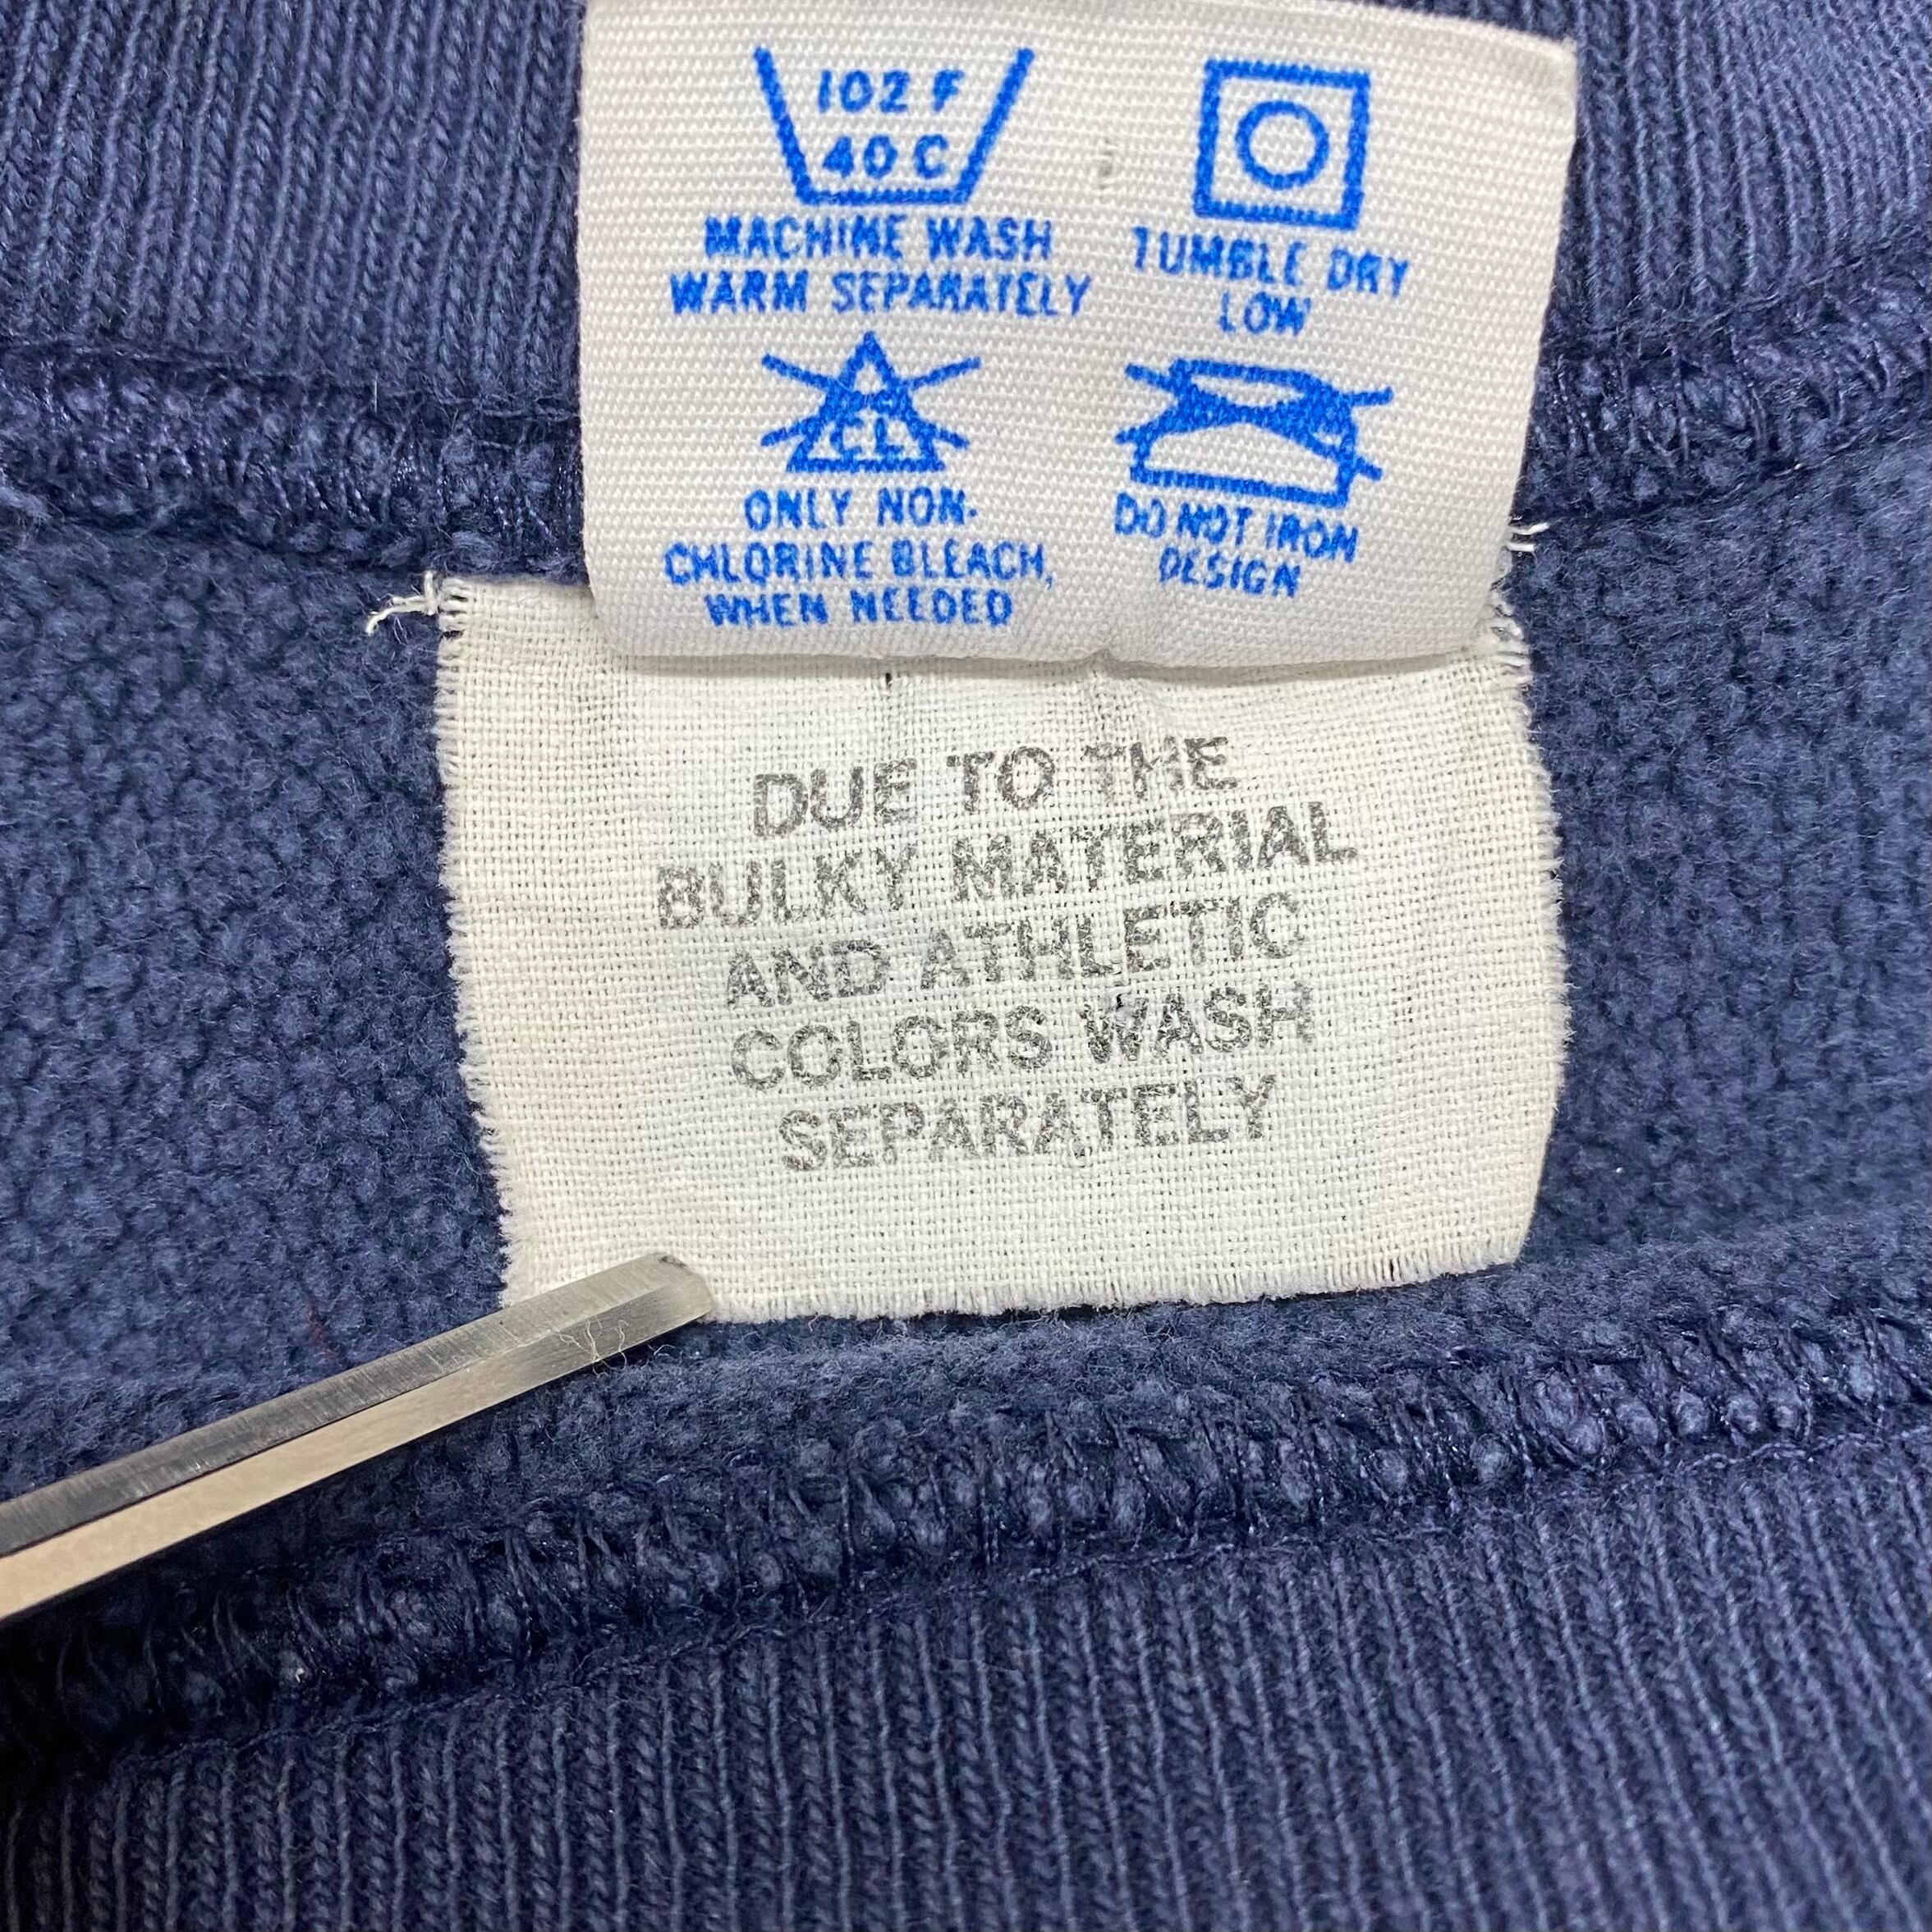 102 F
40 C
MACHINE WASH
WARM SEPARATELY
TUMBLE DRY
LOW
CL
ONLY NON-
CHLORINE BLEACH,
WHEN NEEDED
DO NOT IRON
DESIGN
DUE TO THE
BULKY MATERIAL
AND ATHLETIC
COLORS WASH
SEPARATELY